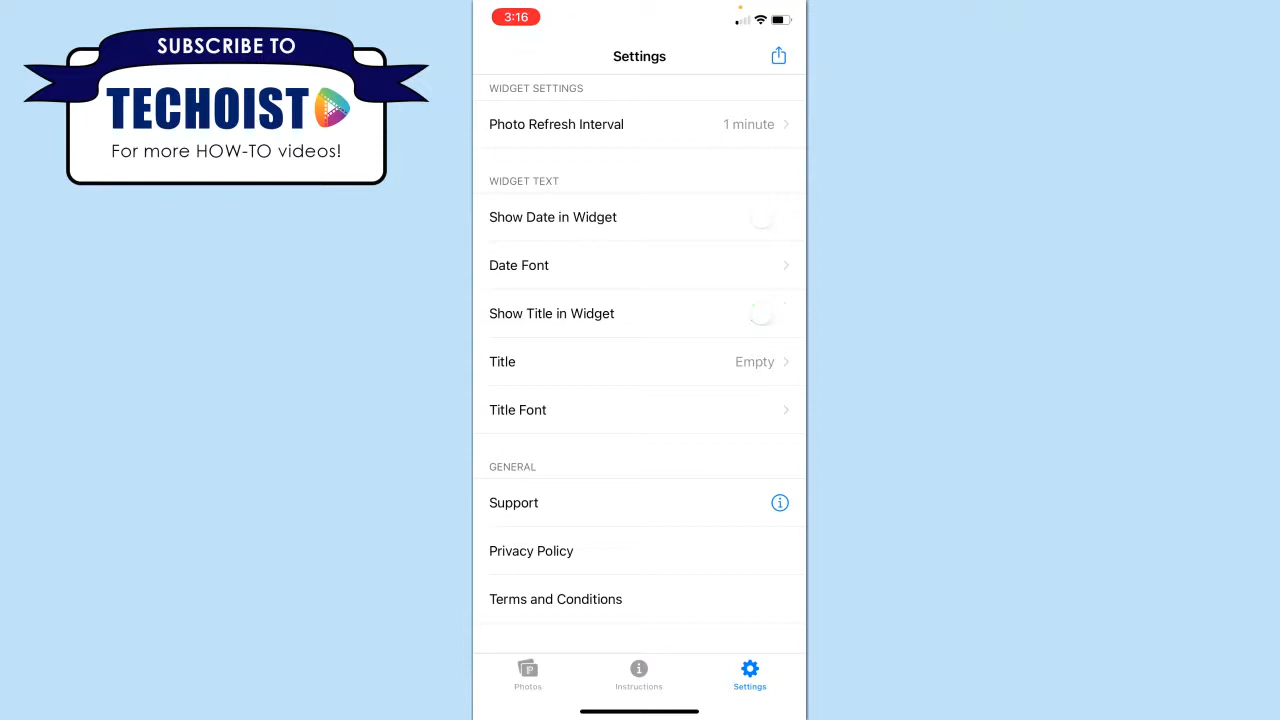 SUBSCRIBE TO
TECHOIST
For more HOW-TO videos!
3:16
Settings
WIDGET SETTINGS
Photo Refresh Interval 1 minute
WIDGET TEXT
Show Date in Widget
Date Font
Show Title in Widget
Title Empty
Title Font
GENERAL
Support
Privacy Policy
Terms and Conditions
Photos Instructions Settings